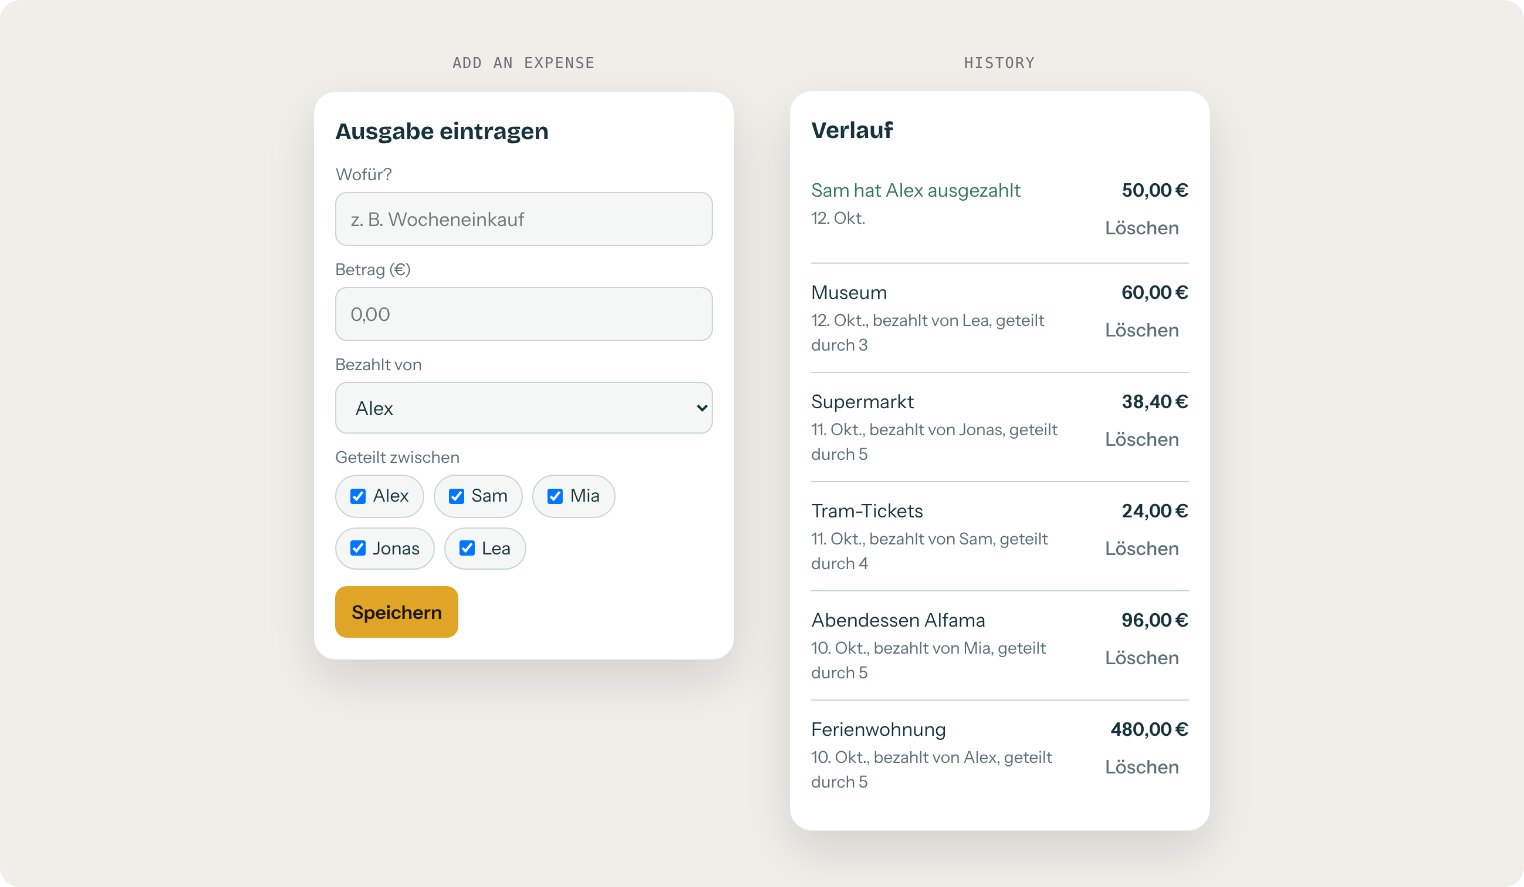 ADD AN EXPENSE
Ausgabe eintragen
Wofür?
z. B. Wocheneinkauf
Betrag (€)
0,00
Bezahlt von
Alex
Geteilt zwischen
Alex
Sam
Mia
Jonas
Lea
Speichern
HISTORY
Verlauf
Sam hat Alex ausgezahlt
50,00 €
12. Okt.
Löschen
Museum
60,00 €
12. Okt., bezahlt von Lea, geteilt
durch 3
Löschen
Supermarkt
38,40 €
11. Okt., bezahlt von Jonas, geteilt
durch 5
Löschen
Tram-Tickets
24,00 €
11. Okt., bezahlt von Sam, geteilt
durch 4
Löschen
Abendessen Alfama
96,00 €
10. Okt., bezahlt von Mia, geteilt
durch 5
Löschen
Ferienwohnung
480,00 €
10. Okt., bezahlt von Alex, geteilt
durch 5
Löschen